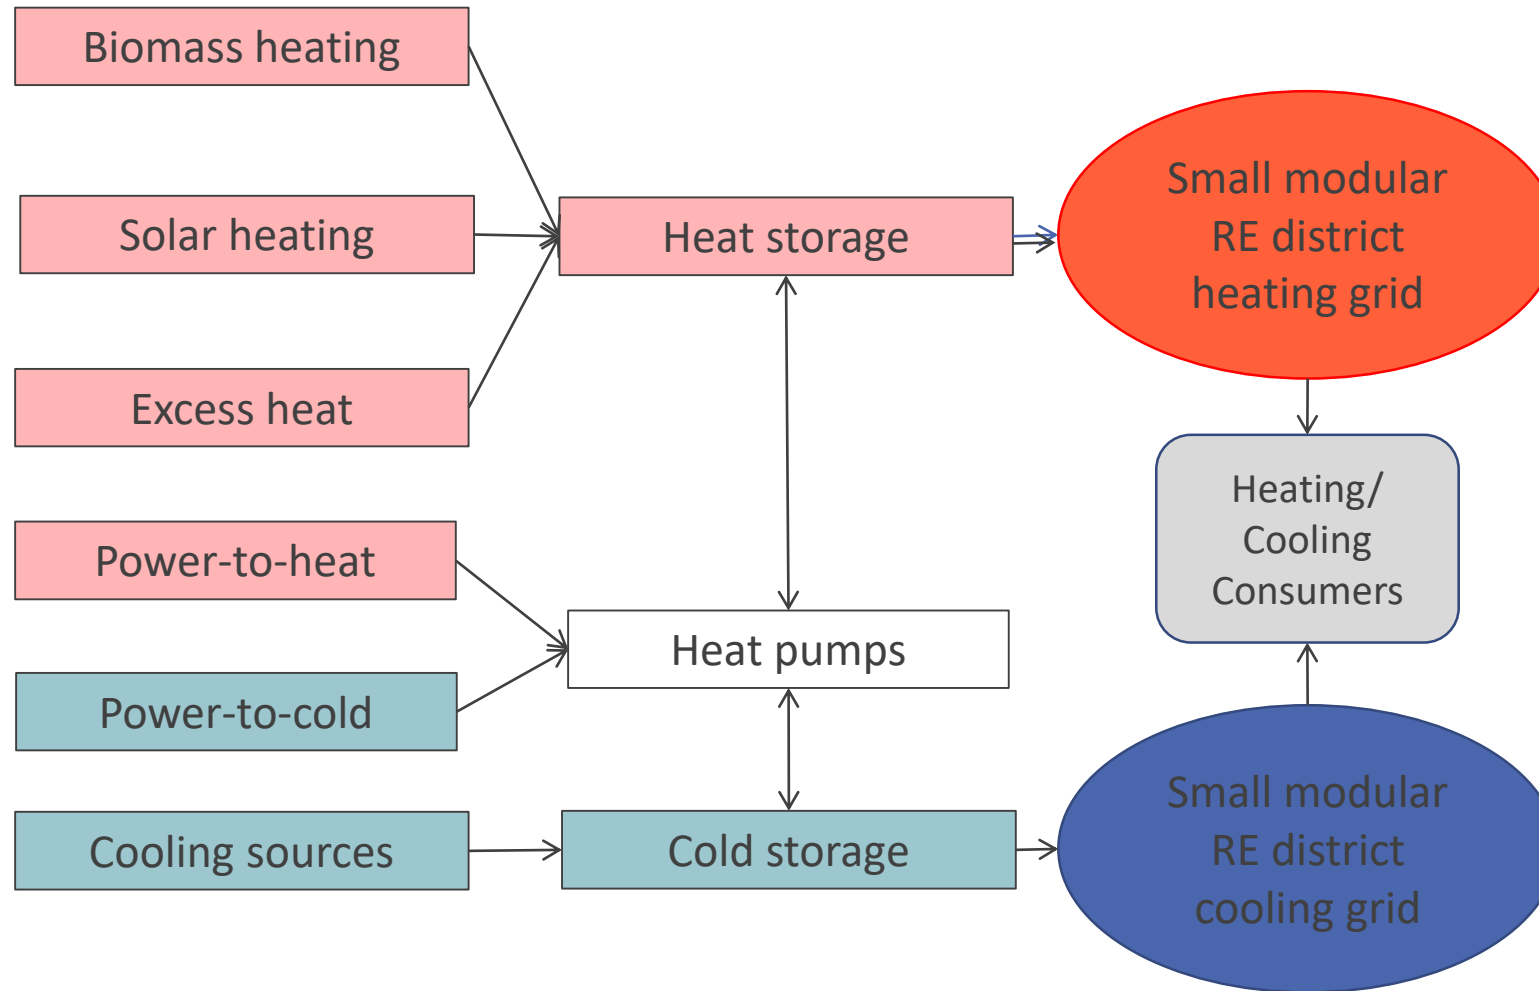 Biomass heating
Solar heating
Excess heat
Power-to-heat
Power-to-cold
Cooling sources
Heat storage
Heat pumps
Cold storage
Small modular
RE district
heating grid
Heating/
Cooling
Consumers
Small modular
RE district
cooling grid